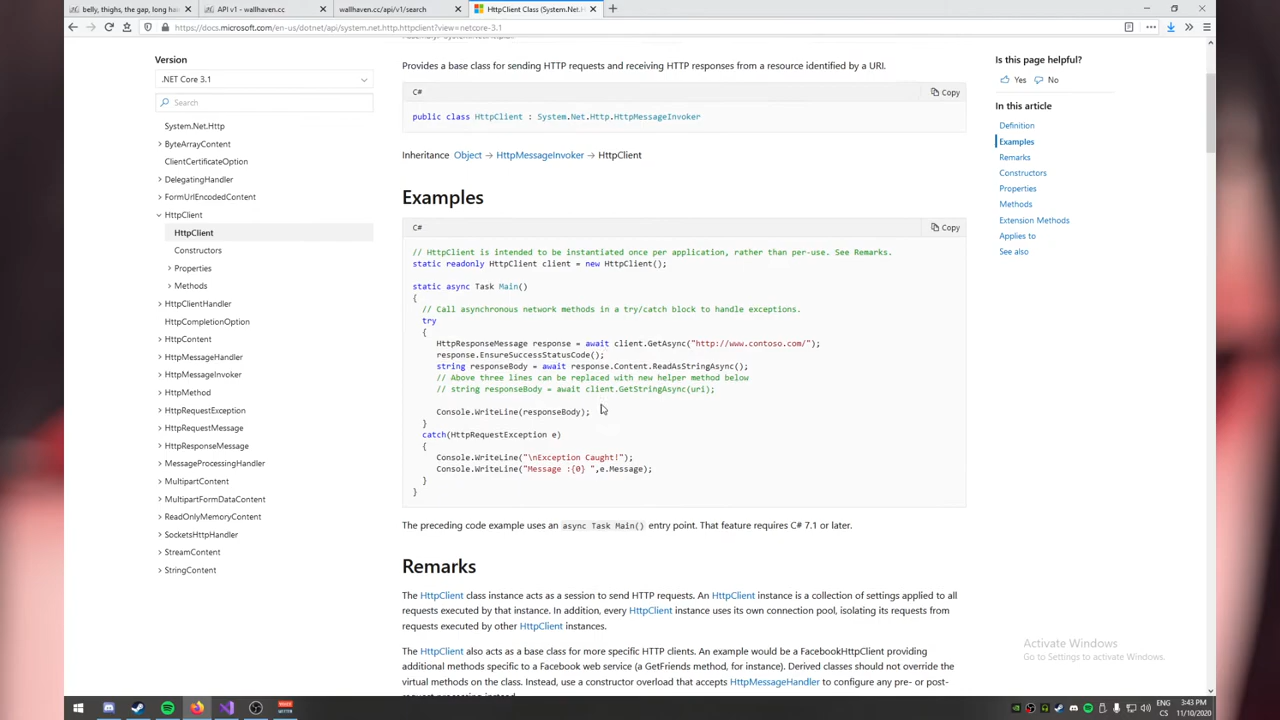 belly, thighs, the gap, long hai
API v1 - wallhaven.cc
wallhaven.cc/api/v1/search
HttpClient Class (System.Net.H
https://docs.microsoft.com/en-us/dotnet/api/system.net.http.httpclient?view=netcore-3.1
Version
.NET Core 3.1
Search
System.Net.Http
ByteArrayContent
ClientCertificateOption
DelegatingHandler
FormUrlEncodedContent
HttpClient
HttpClient
Constructors
Properties
Methods
HttpClientHandler
HttpCompletionOption
HttpContent
HttpMessageHandler
HttpMessageInvoker
HttpMethod
HttpRequestException
HttpRequestMessage
HttpResponseMessage
MessageProcessingHandler
MultipartContent
MultipartFormDataContent
ReadOnlyMemoryContent
SocketsHttpHandler
StreamContent
StringContent
Provides a base class for sending HTTP requests and receiving HTTP responses from a resource identified by a URI.
C#
Copy
public class HttpClient : System.Net.Http.HttpMessageInvoker
Inheritance Object → HttpMessageInvoker → HttpClient
Examples
C#
Copy
// HttpClient is intended to be instantiated once per application, rather than per-use. See Remarks.
static readonly HttpClient client = new HttpClient();
static async Task Main()
{
// Call asynchronous network methods in a try/catch block to handle exceptions.
try
{
HttpResponseMessage response = await client.GetAsync("http://www.contoso.com/");
response.EnsureSuccessStatusCode();
string responseBody = await response.Content.ReadAsStringAsync();
// Above three lines can be replaced with new helper method below
// string responseBody = await client.GetStringAsync(uri);
Console.WriteLine(responseBody);
}
catch(HttpRequestException e)
{
Console.WriteLine("\nException Caught!");
Console.WriteLine("Message :{0} ",e.Message);
}
}
The preceding code example uses an async Task Main() entry point. That feature requires C# 7.1 or later.
Remarks
The HttpClient class instance acts as a session to send HTTP requests. An HttpClient instance is a collection of settings applied to all
requests executed by that instance. In addition, every HttpClient instance uses its own connection pool, isolating its requests from
requests executed by other HttpClient instances.
The HttpClient also acts as a base class for more specific HTTP clients. An example would be a FacebookHttpClient providing
additional methods specific to a Facebook web service (a GetFriends method, for instance). Derived classes should not override the
virtual methods on the class. Instead, use a constructor overload that accepts HttpMessageHandler to configure any pre- or post-
Is this page helpful?
Yes No
In this article
Definition
Examples
Remarks
Constructors
Properties
Methods
Extension Methods
Applies to
See also
Activate Windows
Go to Settings to activate Windows.
ENG
CS
3:43 PM
11/10/2020